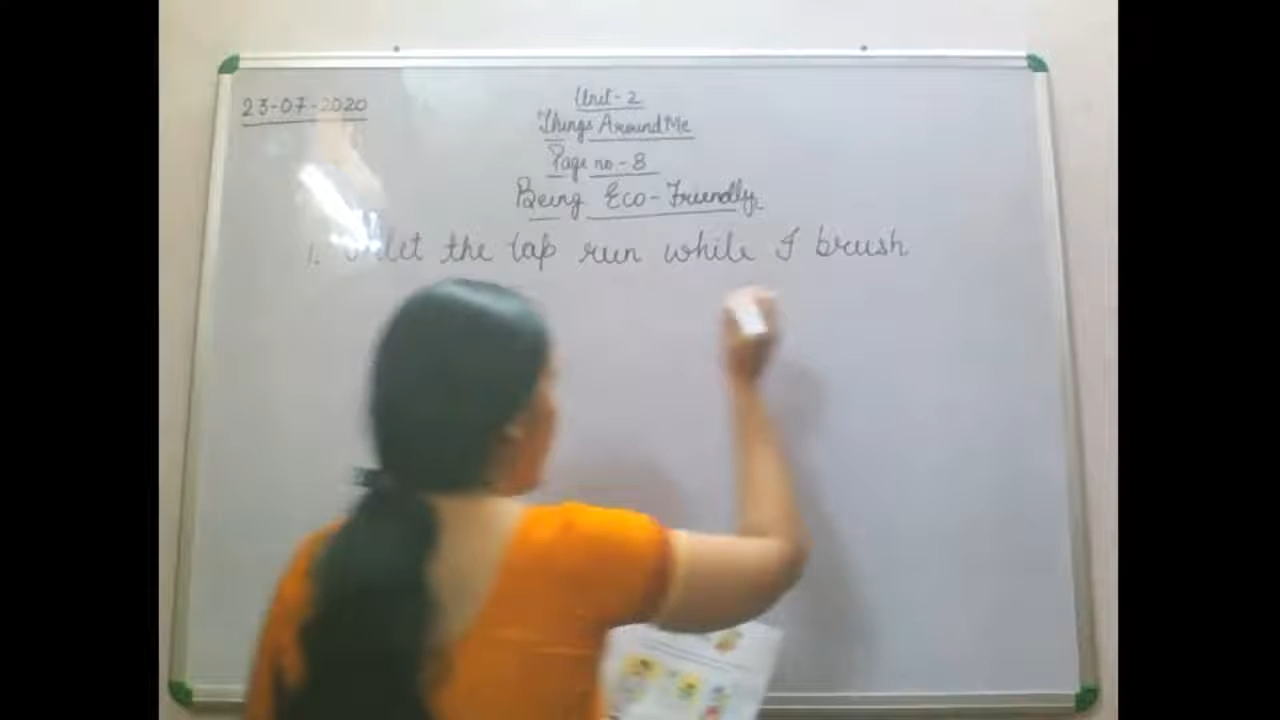 23-07-2020
Unit-2
Things Around Me
Page no.-8
Being Eco-Friendly
1. I let the tap run while I brush